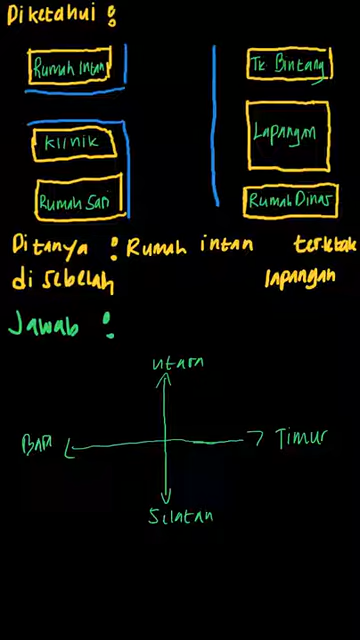 Diketahui :
Rumah Intan
Tk. Bintang
Klinik
Lapangan
Rumah Sari
Rumah Dinas
Ditanya : Rumah intan terletak
di sebelah lapangan
Jawab :
utara
Timur
Selatan